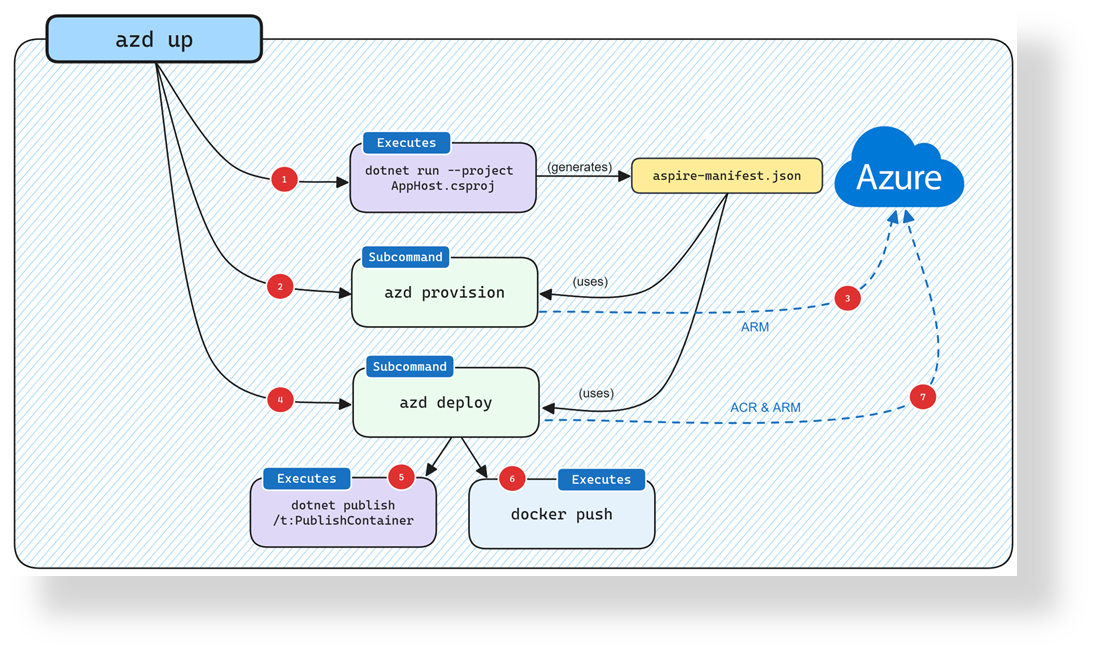 azd up
Executes
dotnet run --project
AppHost.csproj
1
(generates)
aspire-manifest.json
Azure
Subcommand
azd provision
2
(uses)
3
ARM
Subcommand
azd deploy
4
(uses)
7
ACR & ARM
Executes
5
dotnet publish
/t:PublishContainer
6
Executes
docker push